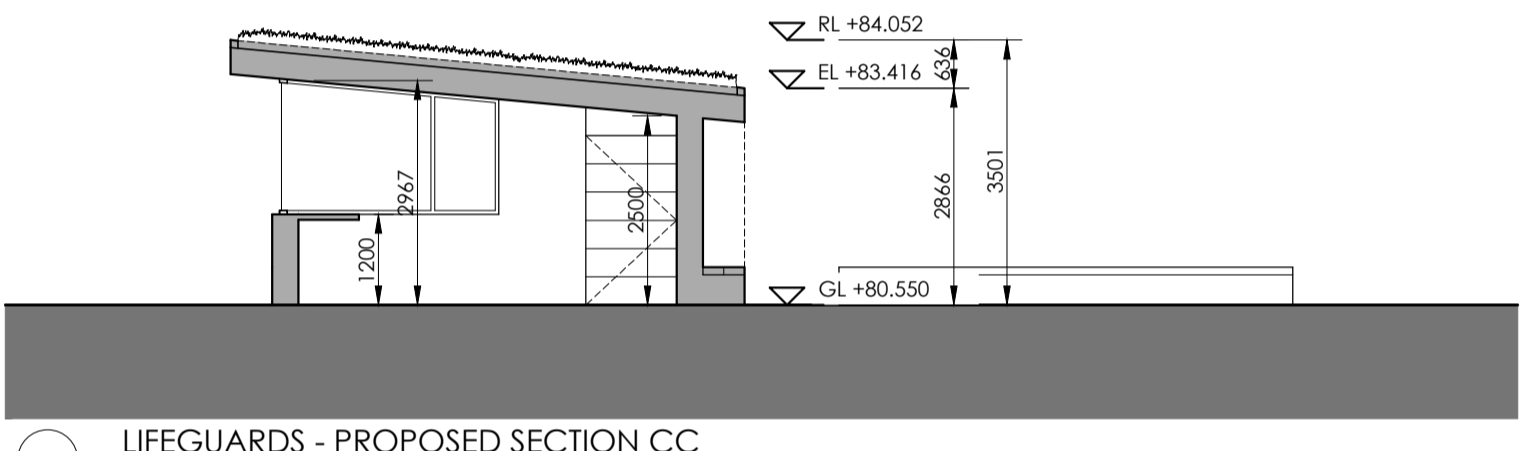 RL +84.052
636
EL +83.416
2967
2500
2866
3501
1200
GL +80.550
LIFEGUARDS - PROPOSED SECTION CC